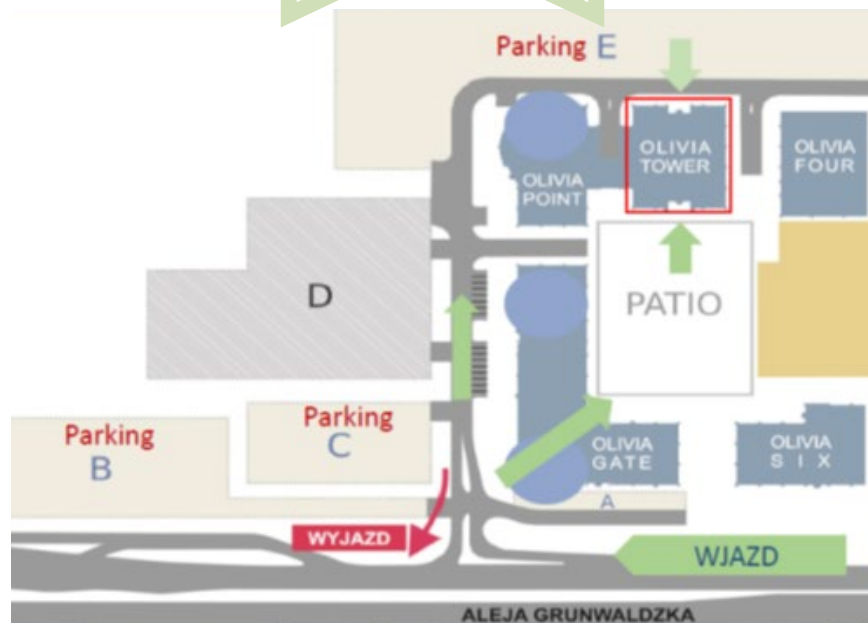 Parking E
OLIVIA
TOWER
OLIVIA
FOUR
OLIVIA
POINT
D
PATIO
Parking
B
Parking
C
OLIVIA
GATE
OLIVIA
SIX
A
WYJAZD
WJAZD
ALEJA GRUNWALDZKA